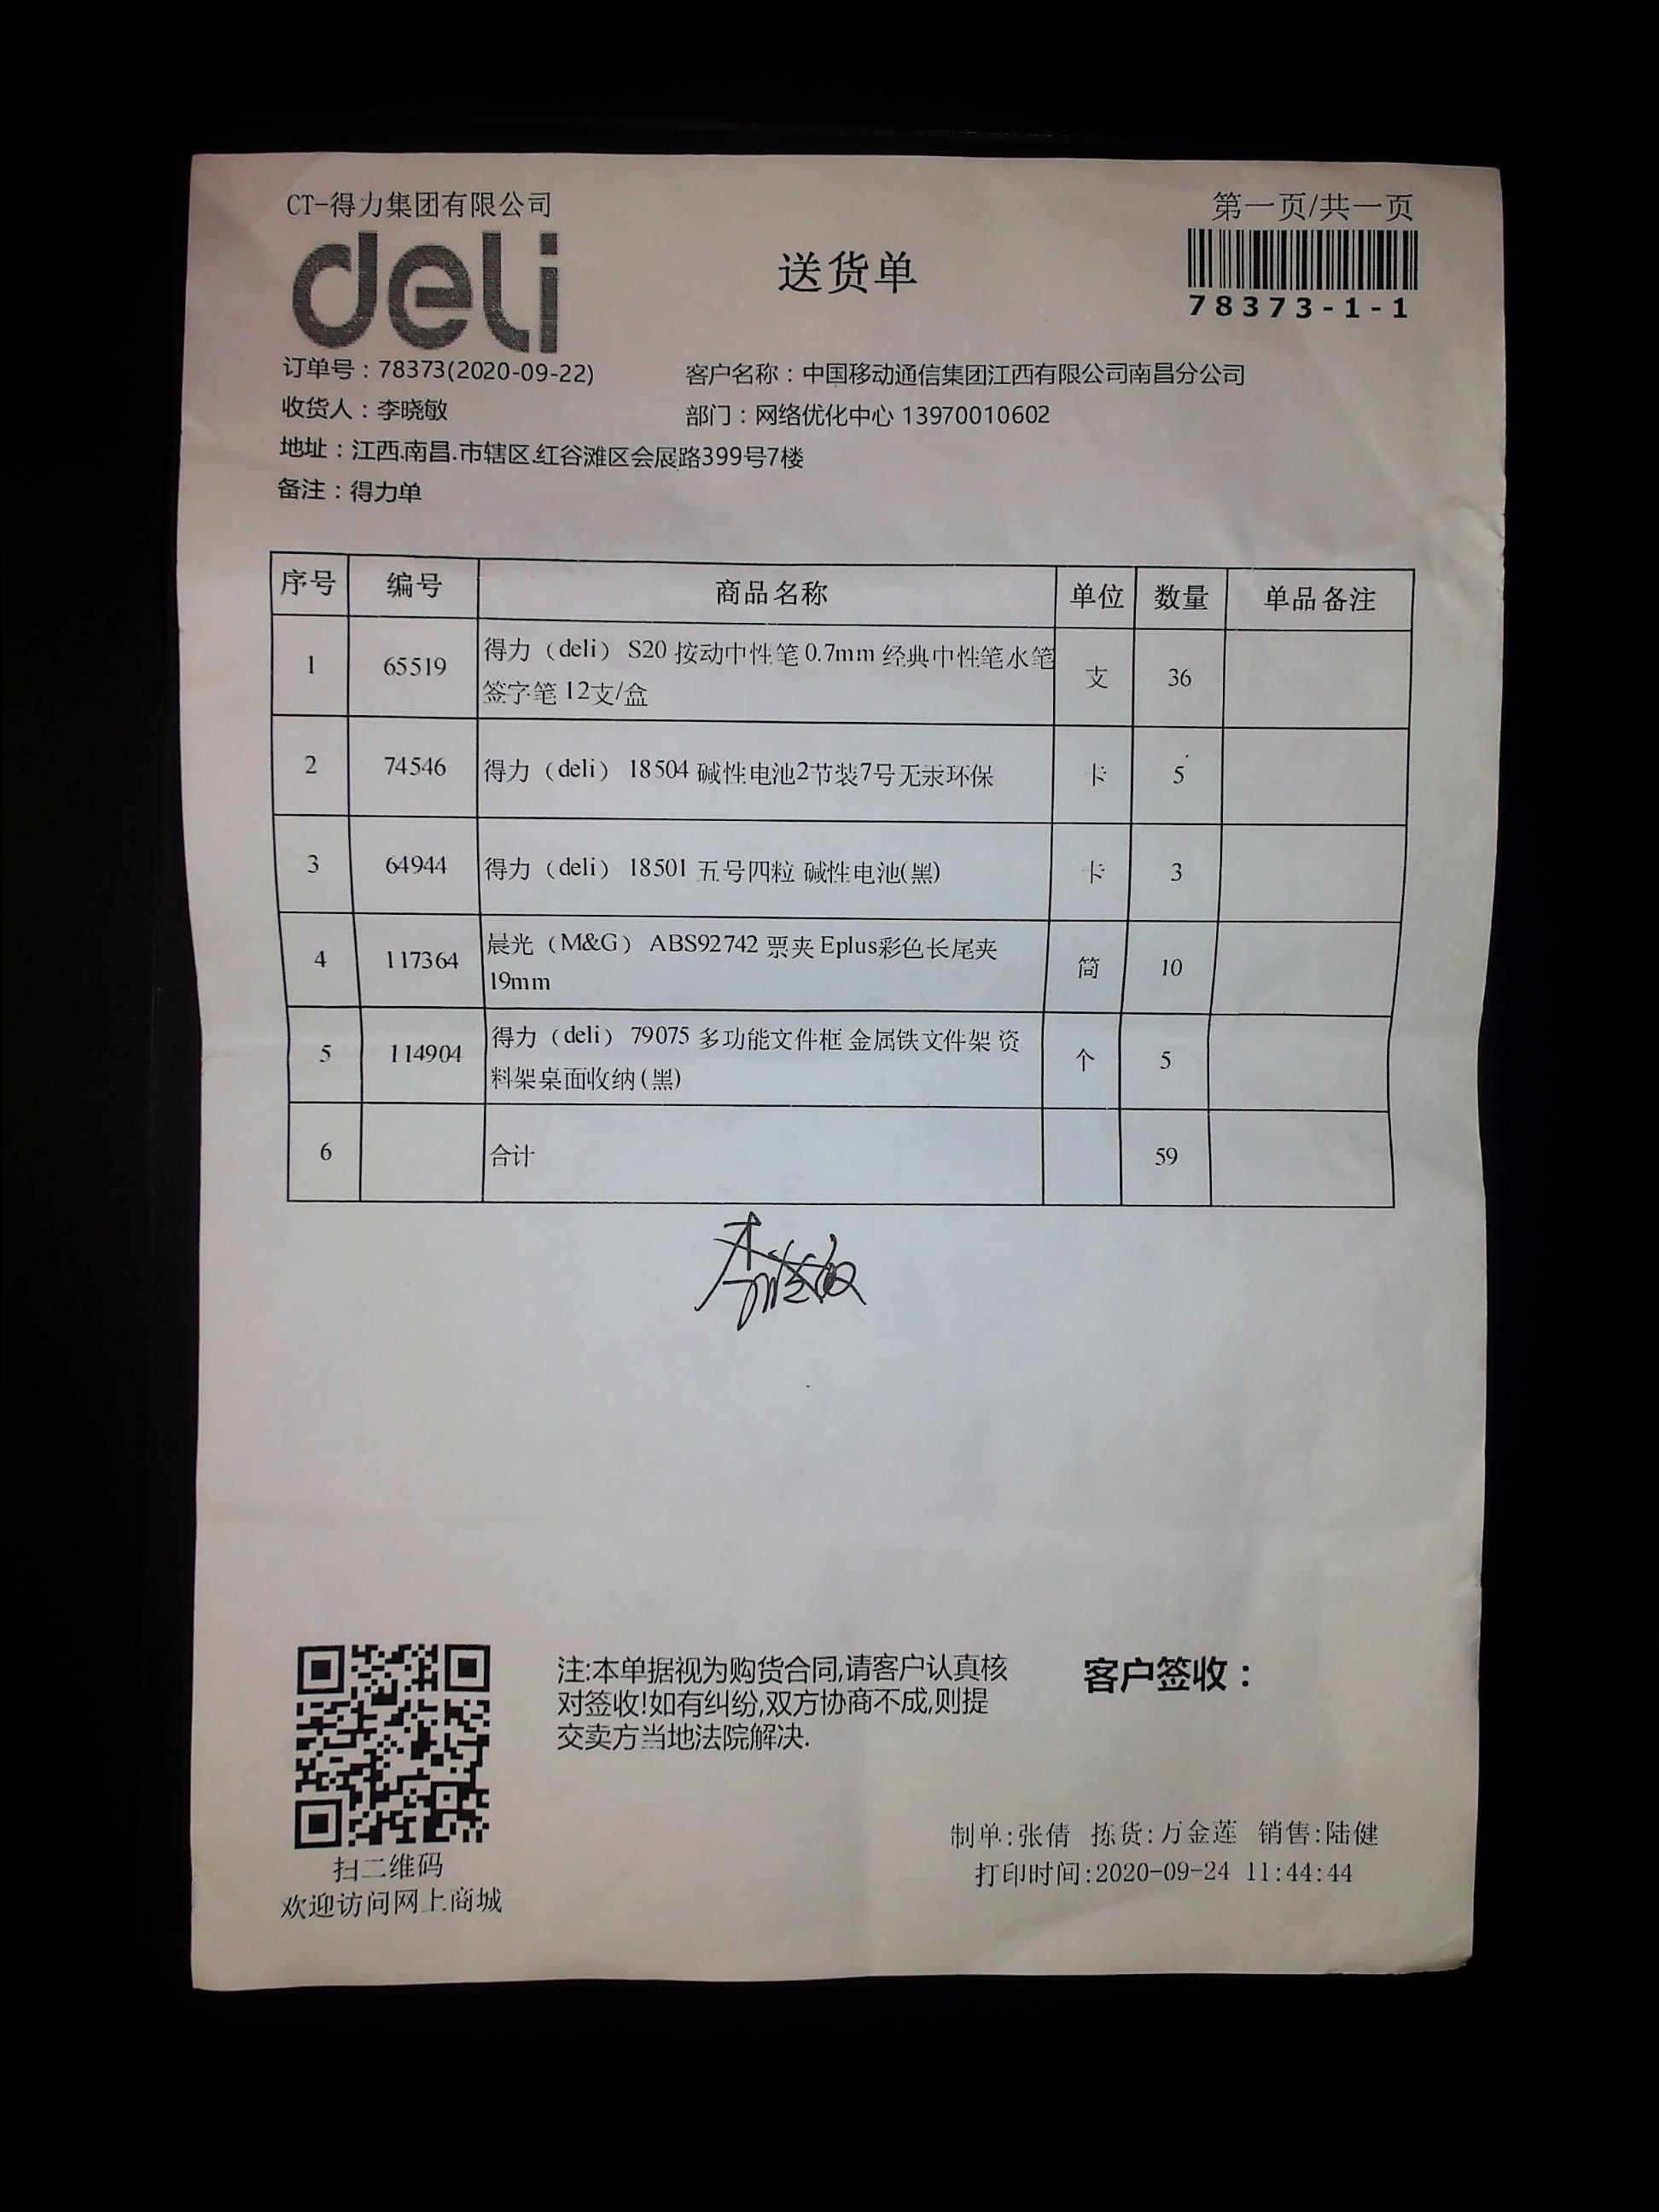 CT-得力集团有限公司
第一页/共一页
deli
送货单
78373-1-1
订单号：78373(2020-09-22)
客户名称：中国移动通信集团江西有限公司南昌分公司
收货人：李晓敏
部门：网络优化中心 13970010602
地址：江西.南昌.市辖区.红谷滩区会展路399号7楼
备注：得力单
序号 编号 商品名称 单位 数量 单品备注
1 65519 得力（deli） S20 按动中性笔 0.7mm 经典中性笔水笔 支 36
签字笔 12支/盒
2 74546 得力（deli） 18504 碱性电池2节装7号无汞环保 卡 5
3 64944 得力（deli） 18501 五号四粒 碱性电池(黑) 卡 3
4 117364 晨光（M&G） ABS92742 票夹 Eplus彩色长尾夹 筒 10
19mm
5 114904 得力（deli） 79075 多功能文件框 金属铁文件架 资 个 5
料架桌面收纳(黑)
6 合计 59
李晓敏
注:本单据视为购货合同,请客户认真核
对签收!如有纠纷,双方协商不成,则提
交卖方当地法院解决.
客户签收：
制单:张倩 拣货:万金莲 销售:陆健
打印时间:2020-09-24 11:44:44
扫二维码
欢迎访问网上商城